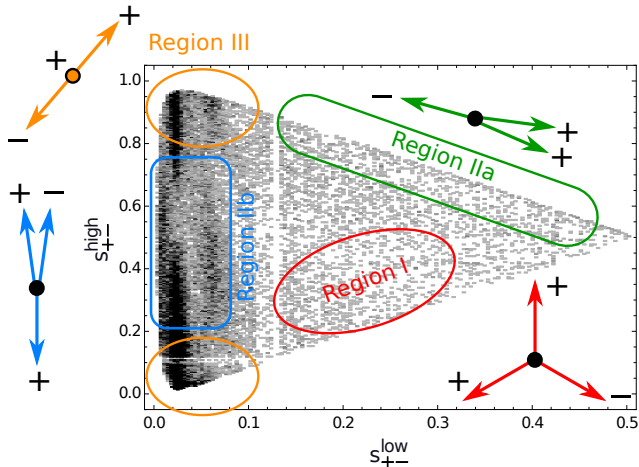 +
Region III
+
−
1.0
0.8
0.6
0.4
0.2
0.0
s+−^high
+ −
+
−
+
+
Region IIa
Region IIb
Region I
+
+
−
0.0 0.1 0.2 0.3 0.4 0.5
s+−^low